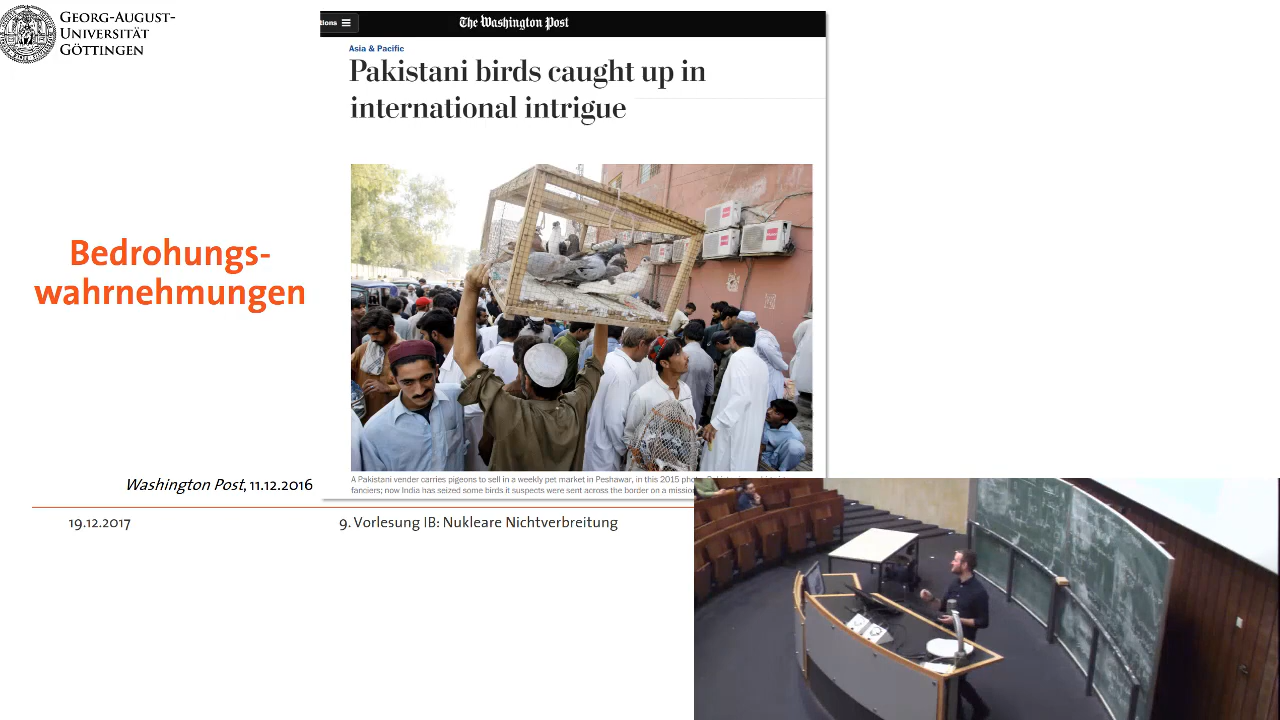 GEORG-AUGUST-
UNIVERSITÄT
GÖTTINGEN
tions
The Washington Post
Asia & Pacific
Pakistani birds caught up in
international intrigue
Bedrohungs-
wahrnehmungen
Washington Post, 11.12.2016
A Pakistani vender carries pigeons to sell in a weekly pet market in Peshawar, in this 2015
fanciers; now India has seized some birds it suspects were sent across the border on a mission
19.12.2017
9. Vorlesung IB: Nukleare Nichtverbreitung